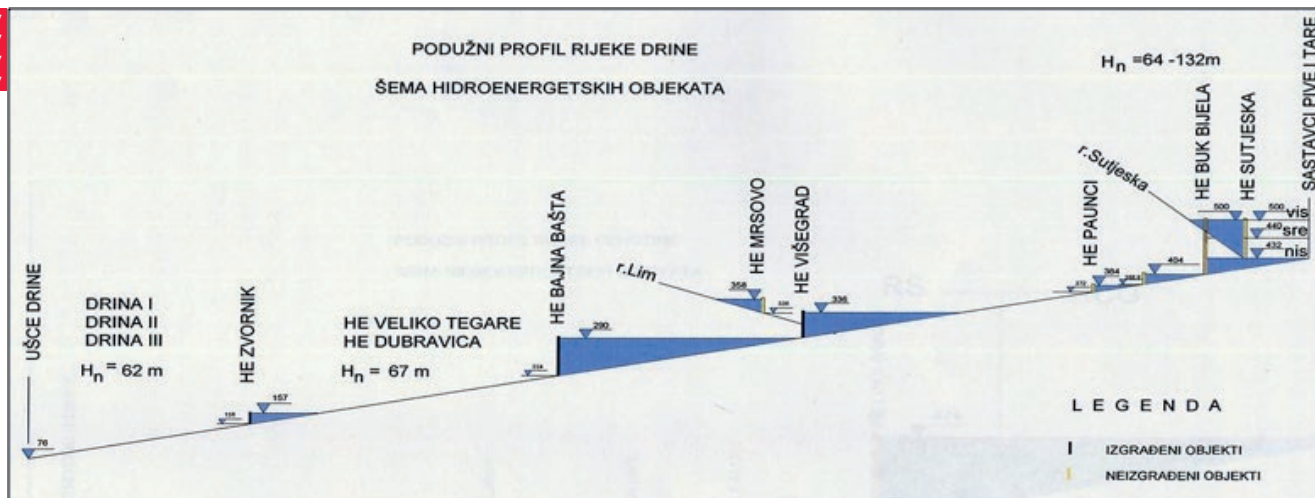 PODUŽNI PROFIL RIJEKE DRINE
ŠEMA HIDROENERGETSKIH OBJEKATA
Hn =64 -132m
UŠĆE DRINE
76
DRINA I
DRINA II
DRINA III
Hn = 62 m
HE ZVORNIK
157
HE VELIKO TEGARE
HE DUBRAVICA
Hn = 67 m
HE BAJNA BAŠTA
290
r.Lim
358
HE MRSOVO
HE VIŠEGRAD
336
HE PAUNCI
384
404
r.Sutjeska
HE BUK BIJELA
500
HE SUTJESKA
500 vis
440 sre
432 nis
SASTAVCI PIVE I TARE
L E G E N D A
IZGRAĐENI OBJEKTI
NEIZGRAĐENI OBJEKTI